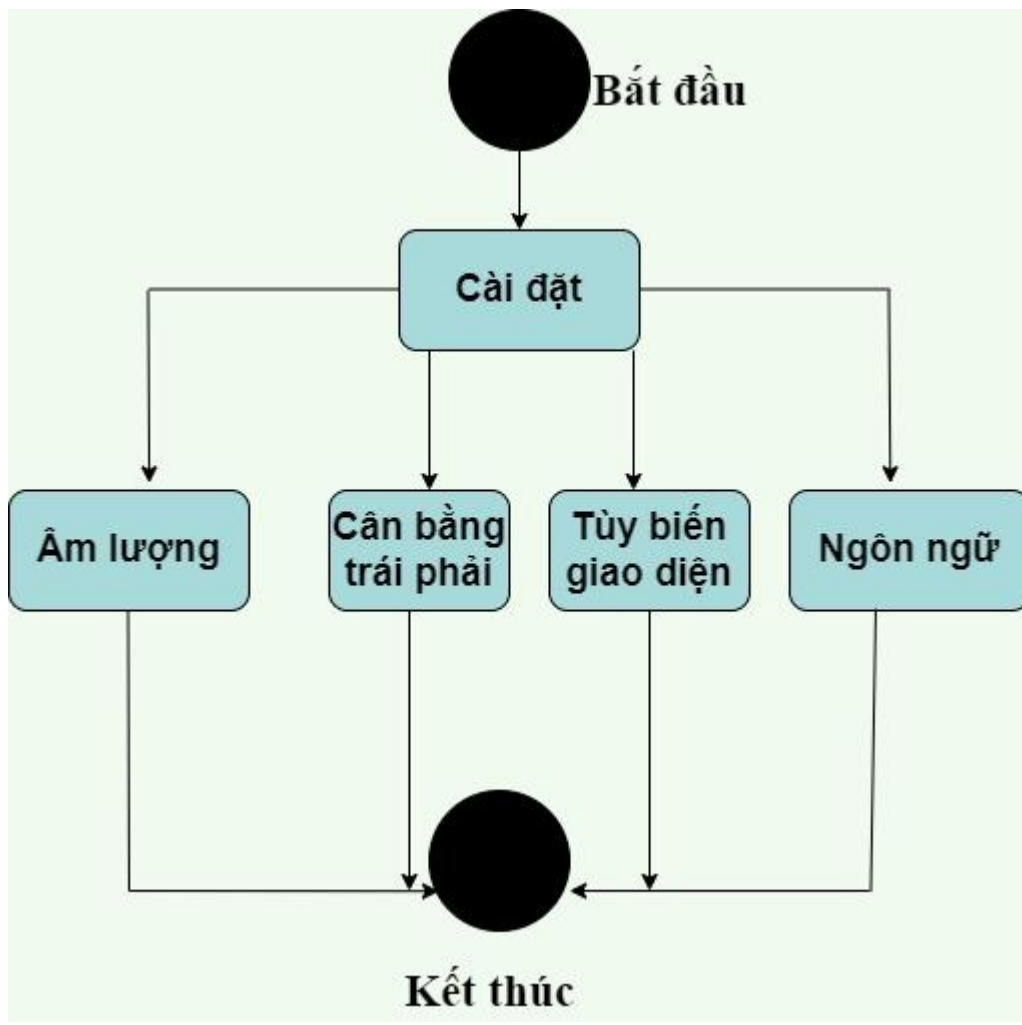 Bắt đầu
Cài đặt
Âm lượng
Cân bằng
trái phải
Tùy biến
giao diện
Ngôn ngữ
Kết thúc